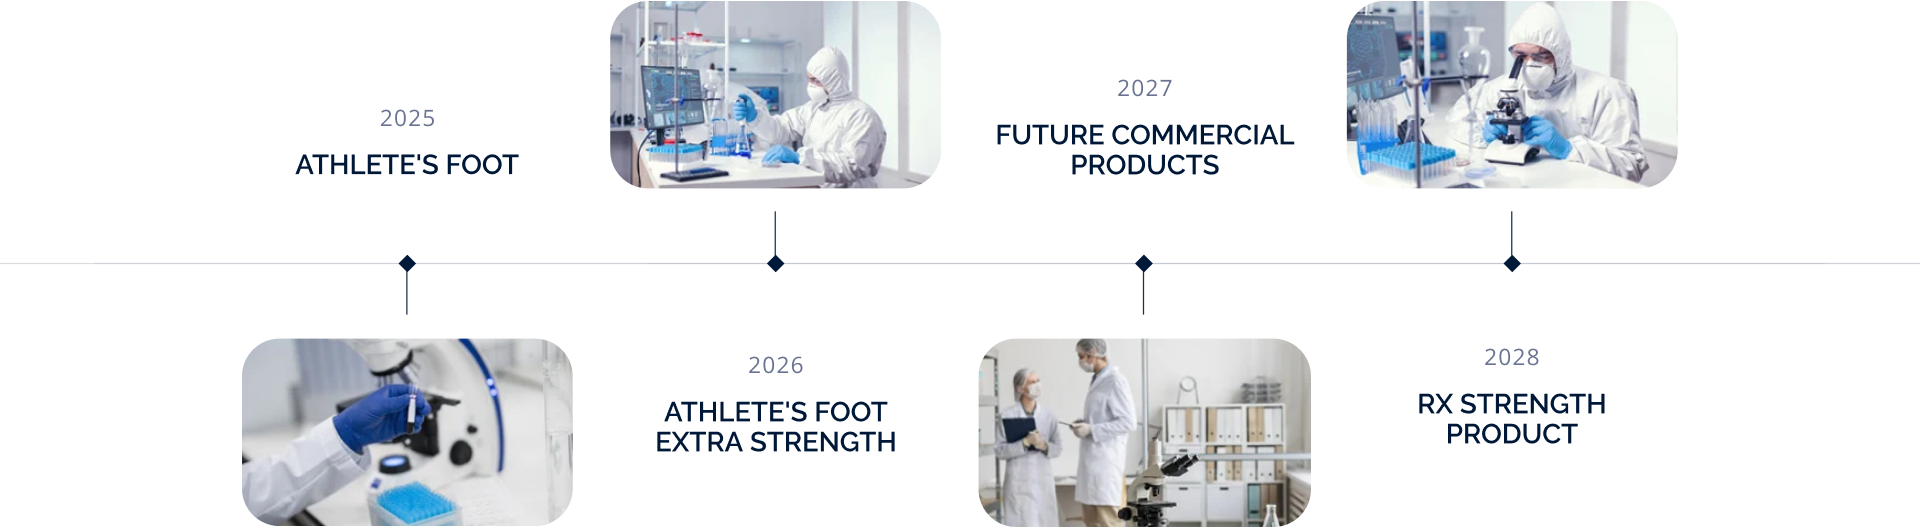 2025
ATHLETE'S FOOT
2026
ATHLETE'S FOOT
EXTRA STRENGTH
2027
FUTURE COMMERCIAL
PRODUCTS
2028
RX STRENGTH
PRODUCT